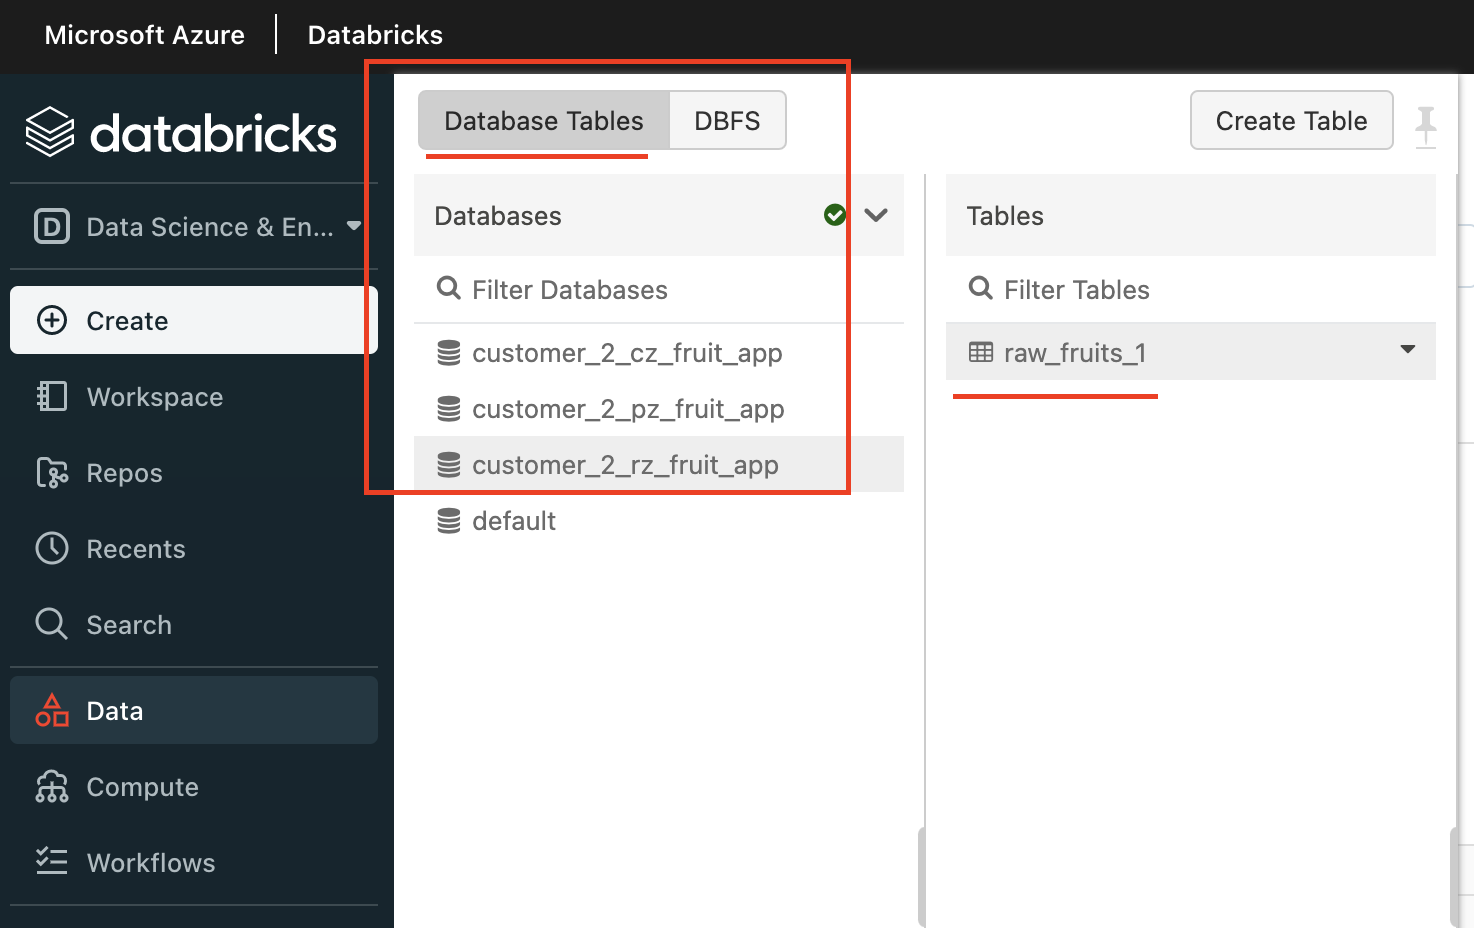 Microsoft Azure | Databricks
databricks
D Data Science & En...
Create
Workspace
Repos
Recents
Search
Data
Compute
Workflows
Database Tables DBFS
Create Table
Databases
Filter Databases
customer_2_cz_fruit_app
customer_2_pz_fruit_app
customer_2_rz_fruit_app
default
Tables
Filter Tables
raw_fruits_1